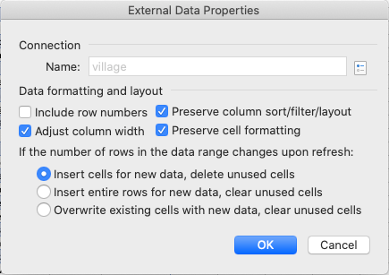 External Data Properties
Connection
Name: village
Data formatting and layout
Include row numbers Preserve column sort/filter/layout
Adjust column width Preserve cell formatting
If the number of rows in the data range changes upon refresh:
Insert cells for new data, delete unused cells
Insert entire rows for new data, clear unused cells
Overwrite existing cells with new data, clear unused cells
OK Cancel